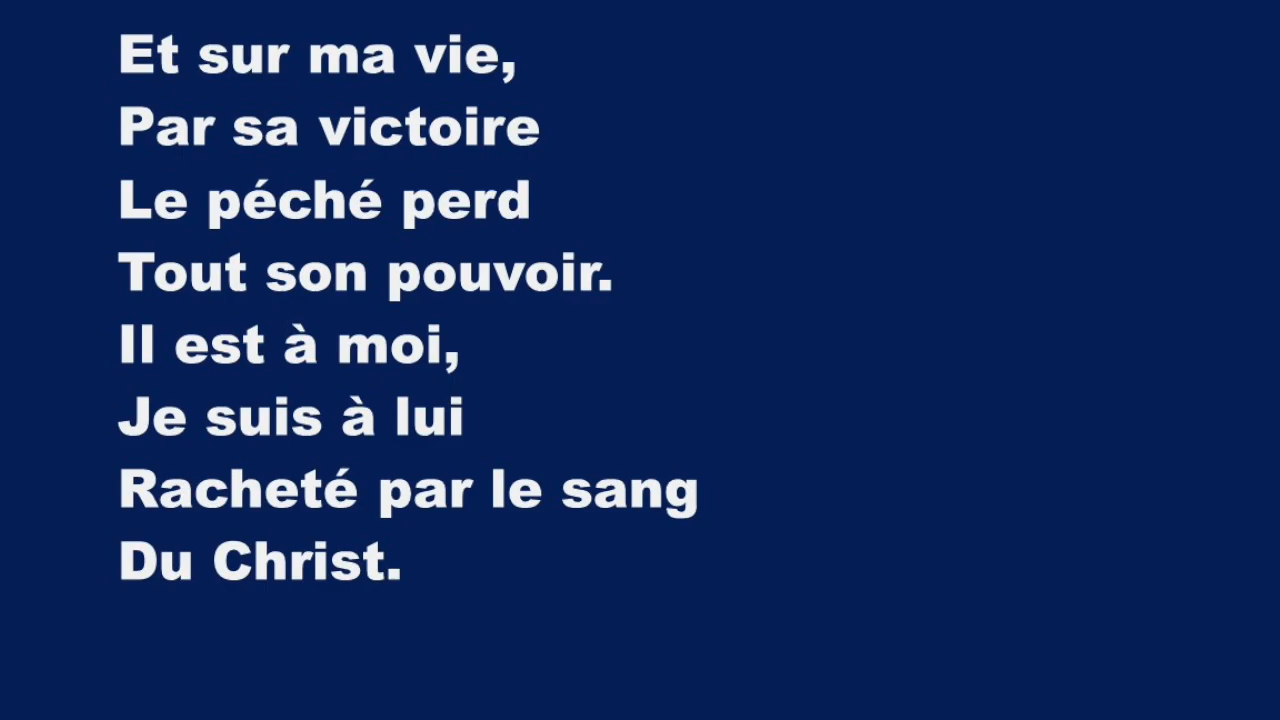 Et sur ma vie,
Par sa victoire
Le péché perd
Tout son pouvoir.
Il est à moi,
Je suis à lui
Racheté par le sang
Du Christ.